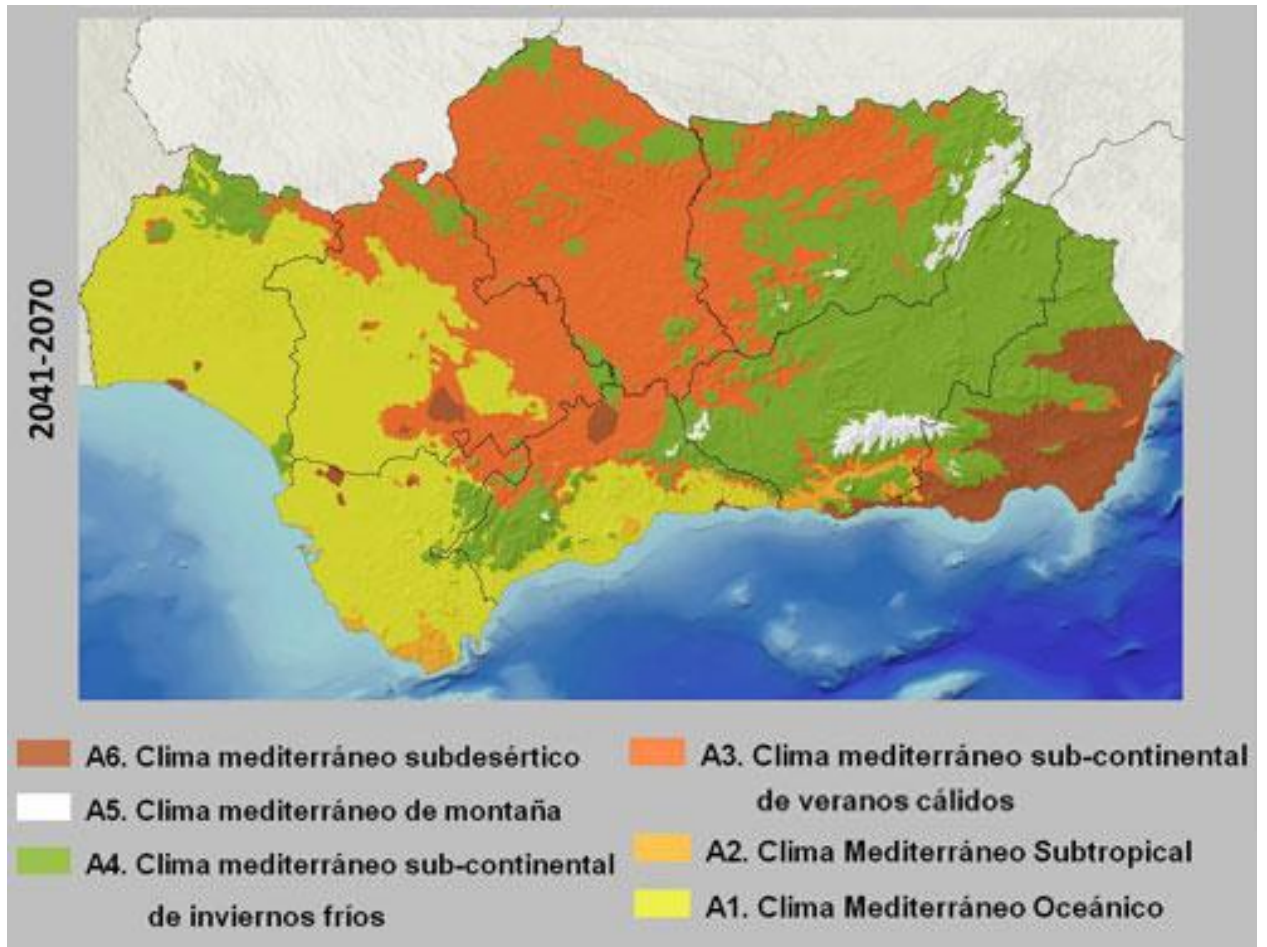 2041-2070
A6. Clima mediterráneo subdesértico
A5. Clima mediterráneo de montaña
A4. Clima mediterráneo sub-continental
de inviernos fríos
A3. Clima mediterráneo sub-continental
de veranos cálidos
A2. Clima Mediterráneo Subtropical
A1. Clima Mediterráneo Oceánico